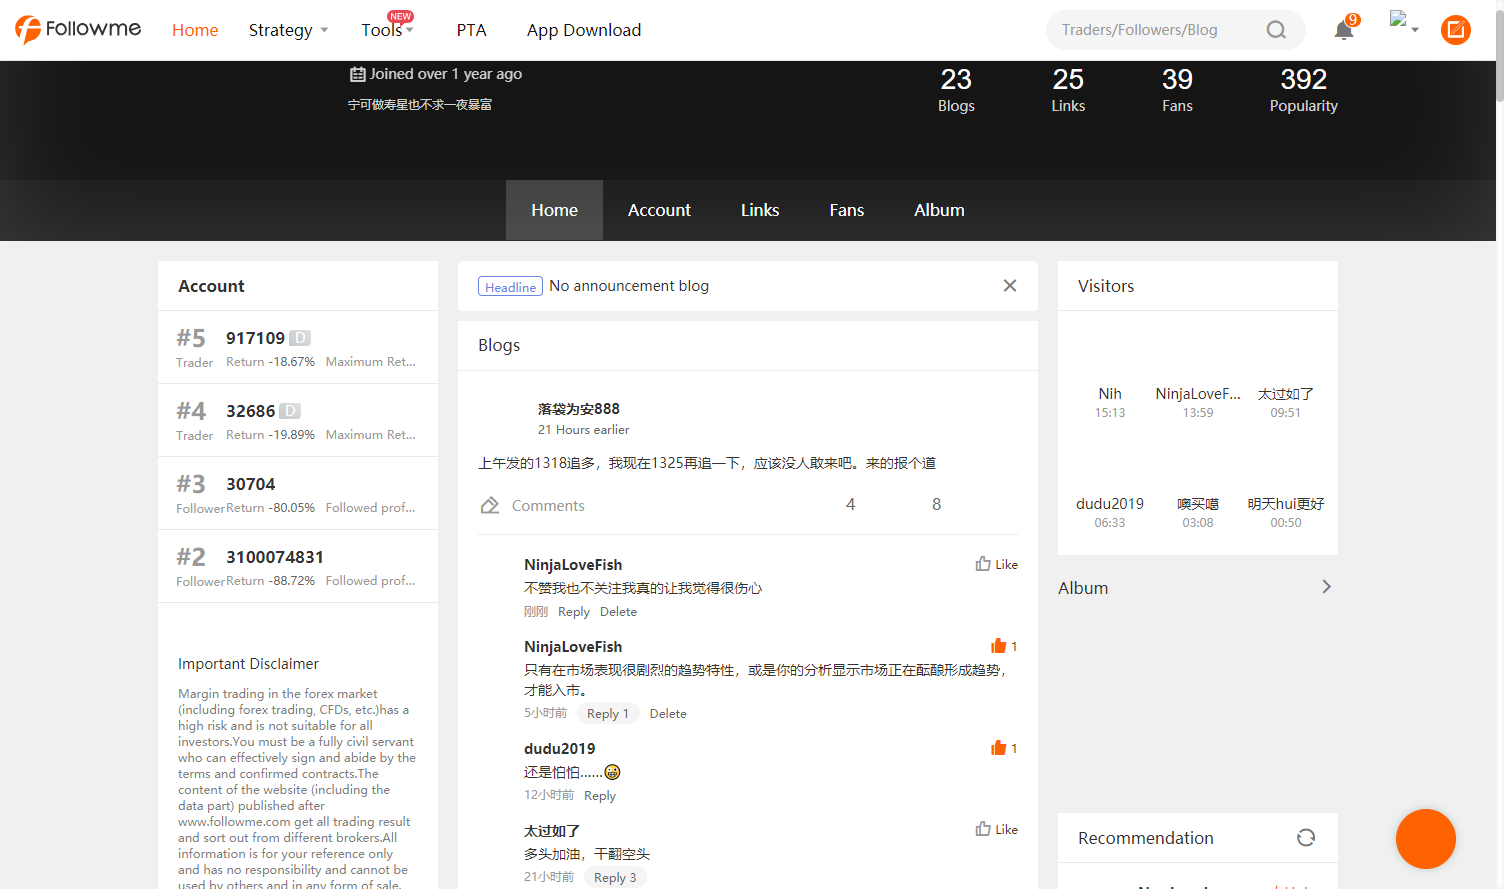 Followme
Home
Strategy
Tools
NEW
PTA
App Download
Traders/Followers/Blog
9
Joined over 1 year ago
宁可做寿星也不求一夜暴富
23
Blogs
25
Links
39
Fans
392
Popularity
Home
Account
Links
Fans
Album
Account
#5
Trader
917109 D
Return -18.67% Maximum Ret...
#4
Trader
32686 D
Return -19.89% Maximum Ret...
#3
Follower
30704
Return -80.05% Followed prof...
#2
Follower
3100074831
Return -88.72% Followed prof...
Important Disclaimer
Margin trading in the forex market
(including forex trading, CFDs, etc.)has a
high risk and is not suitable for all
investors.You must be a fully civil servant
who can effectively sign and abide by the
terms and confirmed contracts.The
content of the website (including the
data part) published after
www.followme.com get all trading result
and sort out from different brokers.All
information is for your reference only
and has no responsibility and cannot be
used by others and in any form of sale.
Headline No announcement blog
Blogs
落袋为安888
21 Hours earlier
上午发的1318追多，我现在1325再追一下，应该没人敢来吧。来的报个道
Comments
4
8
NinjaLoveFish
Like
不赞我也不关注我真的让我觉得很伤心
刚刚 Reply Delete
NinjaLoveFish
1
只有在市场表现很剧烈的趋势特性，或是你的分析显示市场正在酝酿形成趋势，
才能入市。
5小时前 Reply 1 Delete
dudu2019
1
还是怕怕......😀
12小时前 Reply
太过如了
Like
多头加油，干翻空头
21小时前 Reply 3
Visitors
Nih
15:13
NinjaLoveF...
13:59
太过如了
09:51
dudu2019
06:33
噢买噶
03:08
明天hui更好
00:50
Album
Recommendation